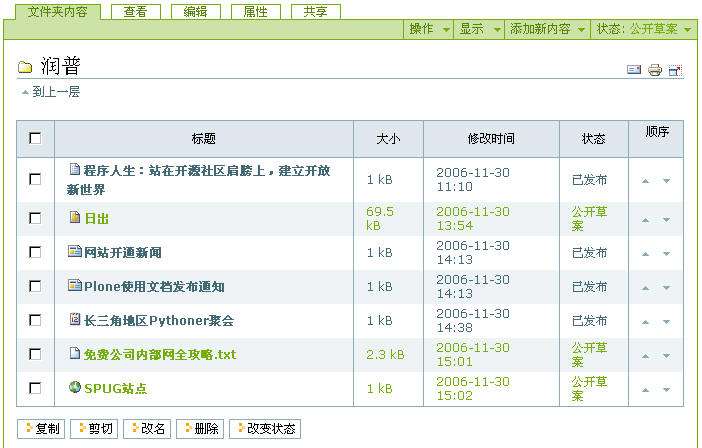 文件夹内容 查看 编辑 属性 共享
操作 显示 添加新内容 状态: 公开草案
润普
到上一层
标题 大小 修改时间 状态 顺序
程序人生：站在开源社区肩膀上，建立开放
新世界
1 kB
2006-11-30
11:10
已发布
日出
69.5
kB
2006-11-30
13:54
公开草
案
网站开通新闻
1 kB
2006-11-30
14:13
已发布
Plone使用文档发布通知
1 kB
2006-11-30
14:13
已发布
长三角地区Pythoner聚会
1 kB
2006-11-30
14:38
已发布
免费公司内部网全攻略.txt
2.3 kB
2006-11-30
15:01
公开草
案
SPUG站点
1 kB
2006-11-30
15:02
公开草
案
复制 剪切 改名 删除 改变状态